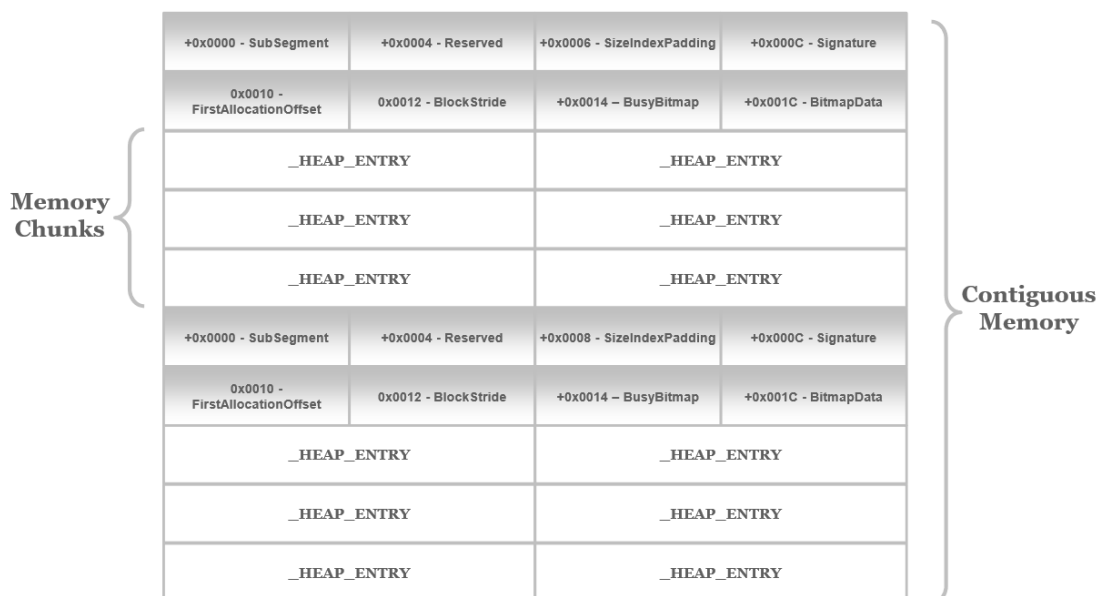 +0x0000 - SubSegment
+0x0004 - Reserved
+0x0006 - SizeIndexPadding
+0x000C - Signature
0x0010 -
FirstAllocationOffset
0x0012 - BlockStride
+0x0014 – BusyBitmap
+0x001C - BitmapData
Memory
Chunks
_HEAP_ENTRY
_HEAP_ENTRY
_HEAP_ENTRY
_HEAP_ENTRY
_HEAP_ENTRY
_HEAP_ENTRY
Contiguous
Memory
+0x0000 - SubSegment
+0x0004 - Reserved
+0x0008 - SizeIndexPadding
+0x000C - Signature
0x0010 -
FirstAllocationOffset
0x0012 - BlockStride
+0x0014 – BusyBitmap
+0x001C - BitmapData
_HEAP_ENTRY
_HEAP_ENTRY
_HEAP_ENTRY
_HEAP_ENTRY
_HEAP_ENTRY
_HEAP_ENTRY